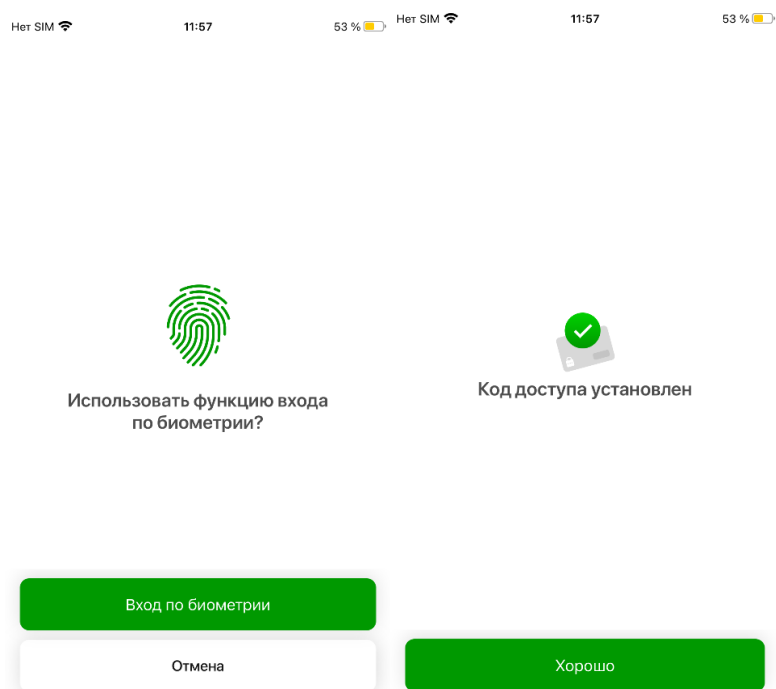 Нет SIM 11:57 53 %
Использовать функцию входа
по биометрии?
Вход по биометрии
Отмена
Нет SIM 11:57 53 %
Код доступа установлен
Хорошо